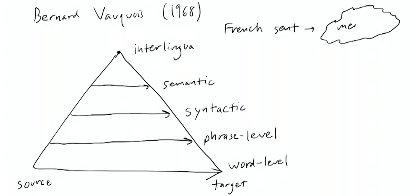 Bernard Vauquois (1968)
French sent → me
interlingua
semantic
syntactic
phrase-level
word-level
source
target